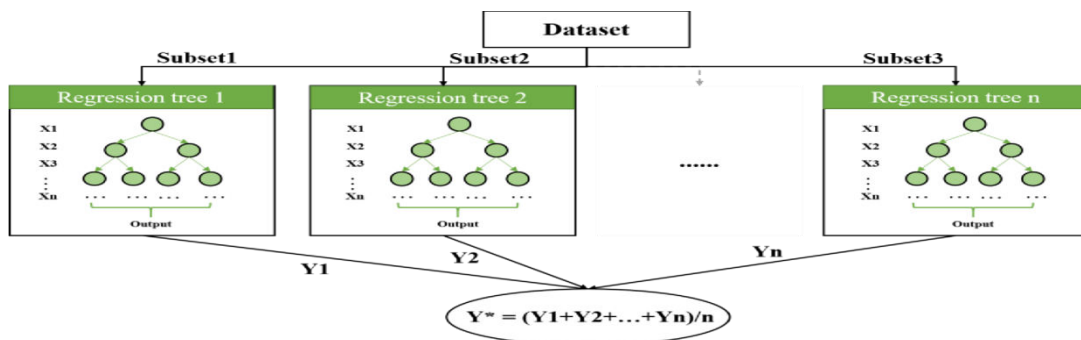 Dataset
Subset1
Subset2
Subset3
Regression tree 1
X1
X2
X3
⋮
Xn
... ... ... ...
Output
Regression tree 2
X1
X2
X3
⋮
Xn
... ... ... ...
Output
......
Regression tree n
X1
X2
X3
⋮
Xn
... ... ... ...
Output
Y1
Y2
Yn
Y* = (Y1+Y2+...+Yn)/n